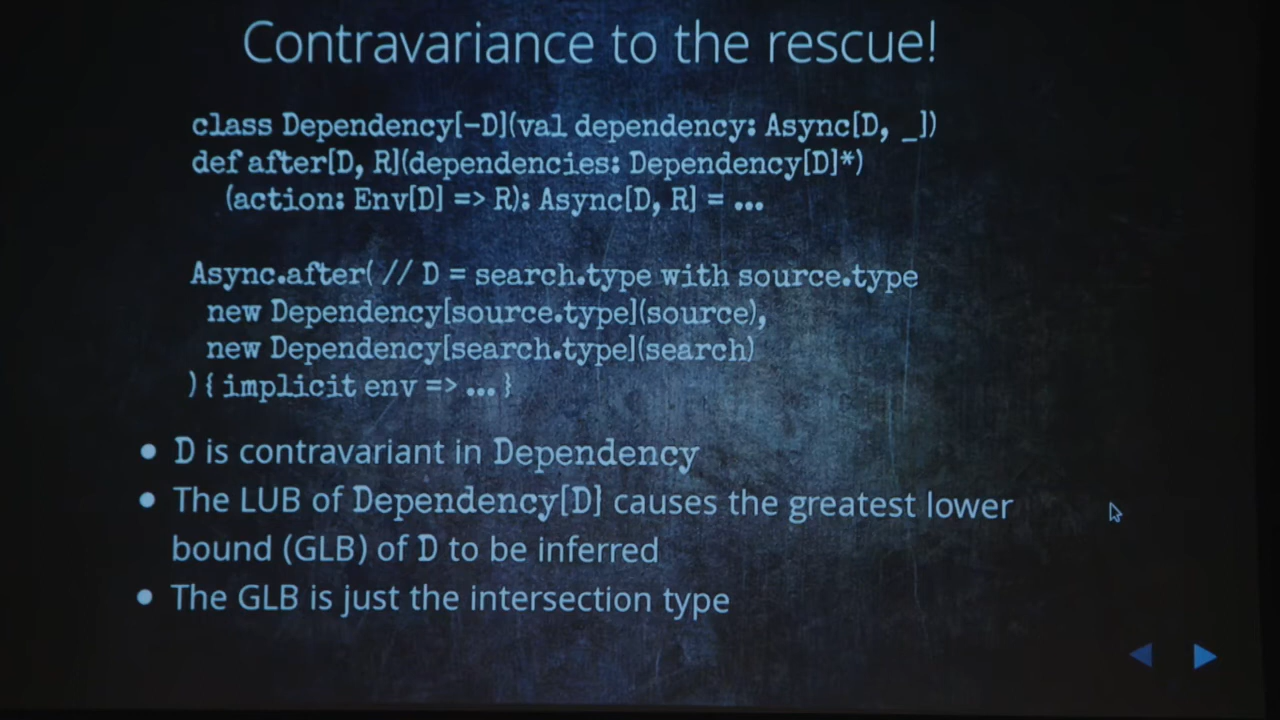 Contravariance to the rescue!
class Dependency[-D](val dependency: Async[D, _])
def after[D, R](dependencies: Dependency[D]*)
(action: Env[D] => R): Async[D, R] = ...
Async.after( // D = search.type with source.type
new Dependency[source.type](source),
new Dependency[search.type](search)
) { implicit env => ... }
• D is contravariant in Dependency
• The LUB of Dependency[D] causes the greatest lower
bound (GLB) of D to be inferred
• The GLB is just the intersection type